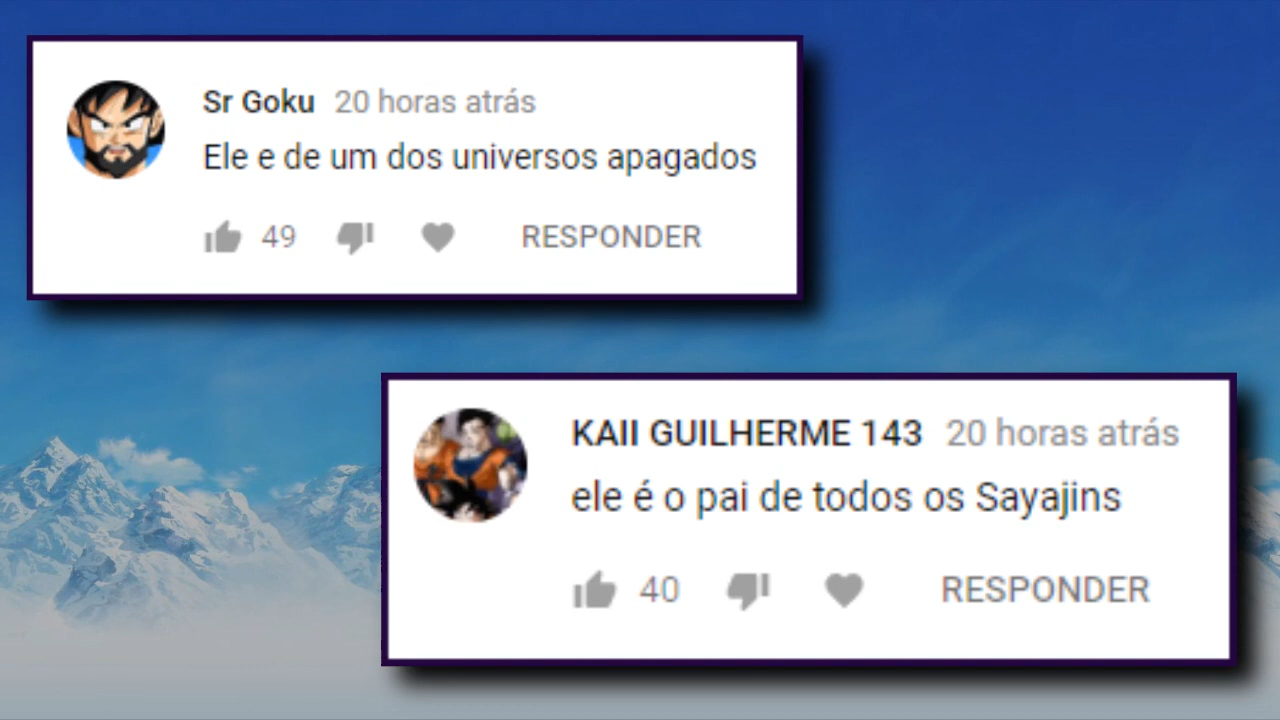 Sr Goku 20 horas atrás
Ele e de um dos universos apagados
49 RESPONDER
KAII GUILHERME 143 20 horas atrás
ele é o pai de todos os Sayajins
40 RESPONDER